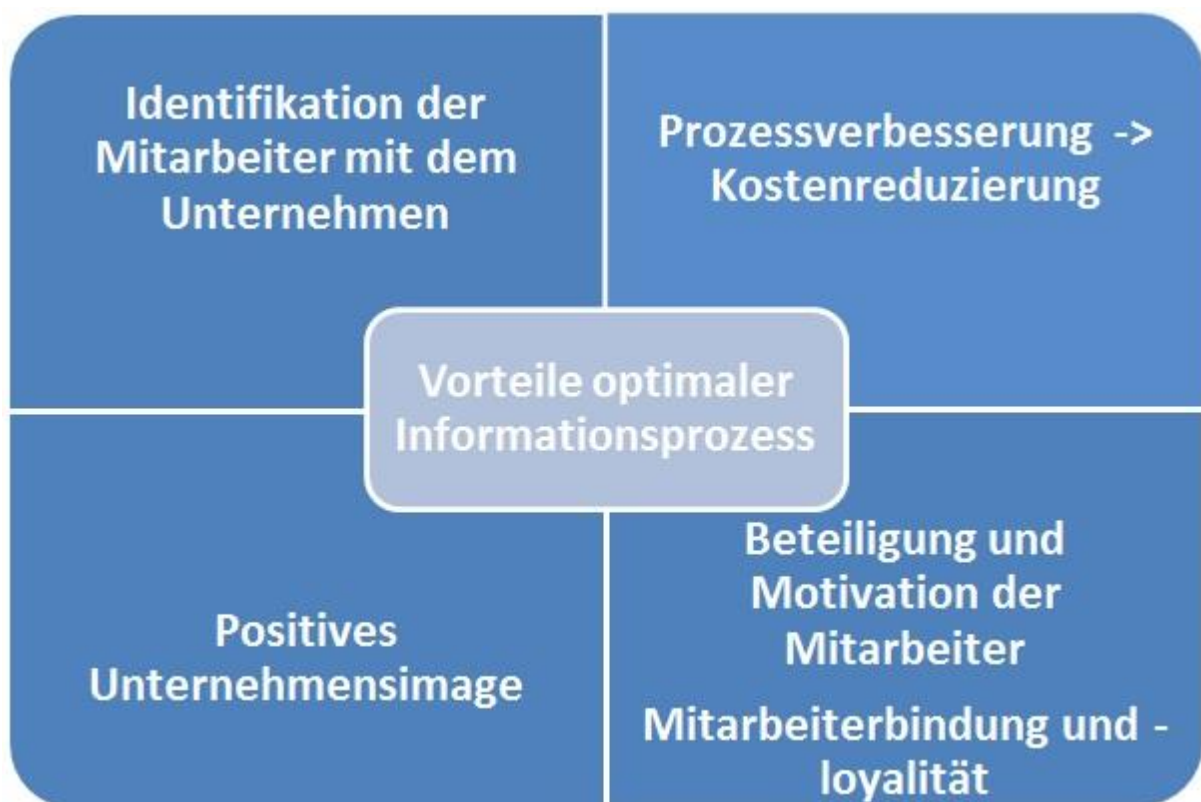 Identifikation der
Mitarbeiter mit dem
Unternehmen
Prozessverbesserung ->
Kostenreduzierung
Vorteile optimaler
Informationsprozess
Positives
Unternehmensimage
Beteiligung und
Motivation der
Mitarbeiter
Mitarbeiterbindung und -
loyalität